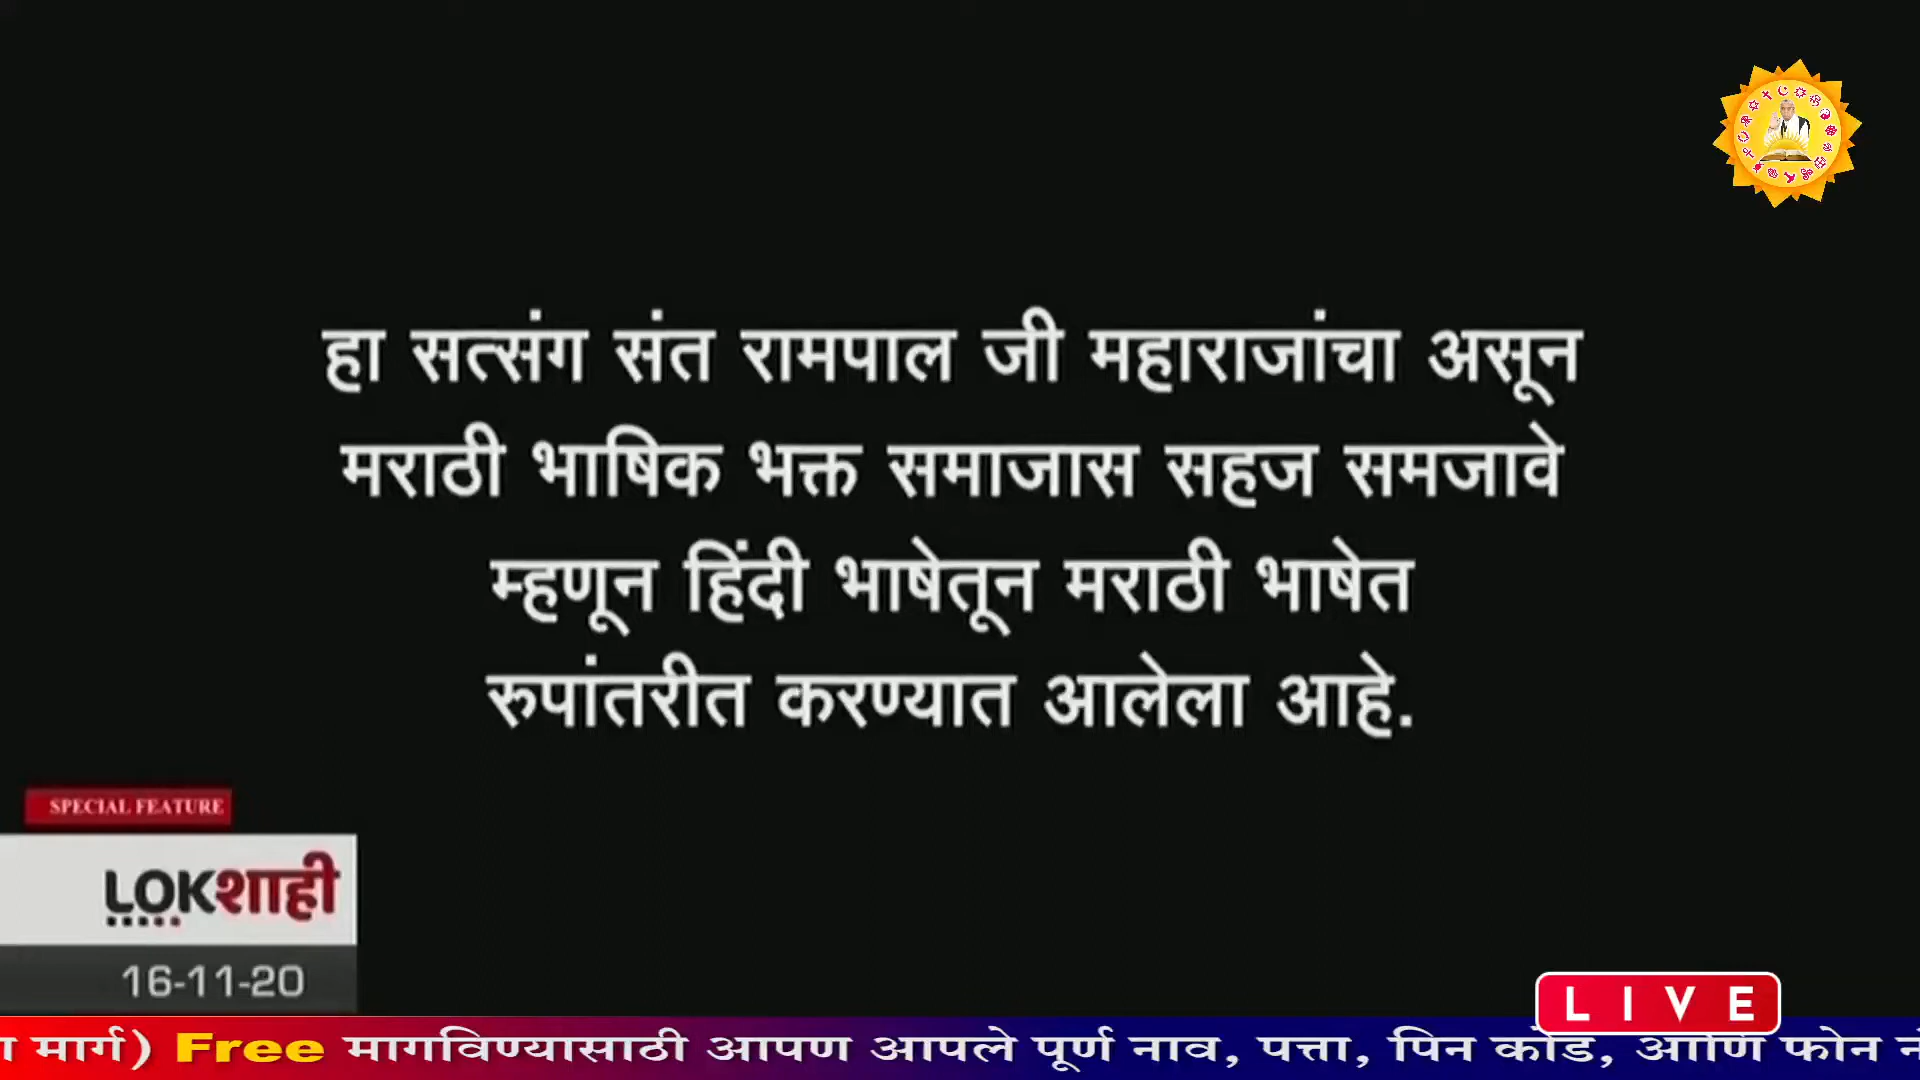 हा सत्संग संत रामपाल जी महाराजांचा असून
मराठी भाषिक भक्त समाजास सहज समजावे
म्हणून हिंदी भाषेतून मराठी भाषेत
रुपांतरीत करण्यात आलेला आहे.
SPECIAL FEATURE
LOKशाही
16-11-20
LIVE
मार्ग) Free मागविण्यासाठी आपण आपले पूर्ण नाव, पत्ता, पिन कोड, आणि फोन